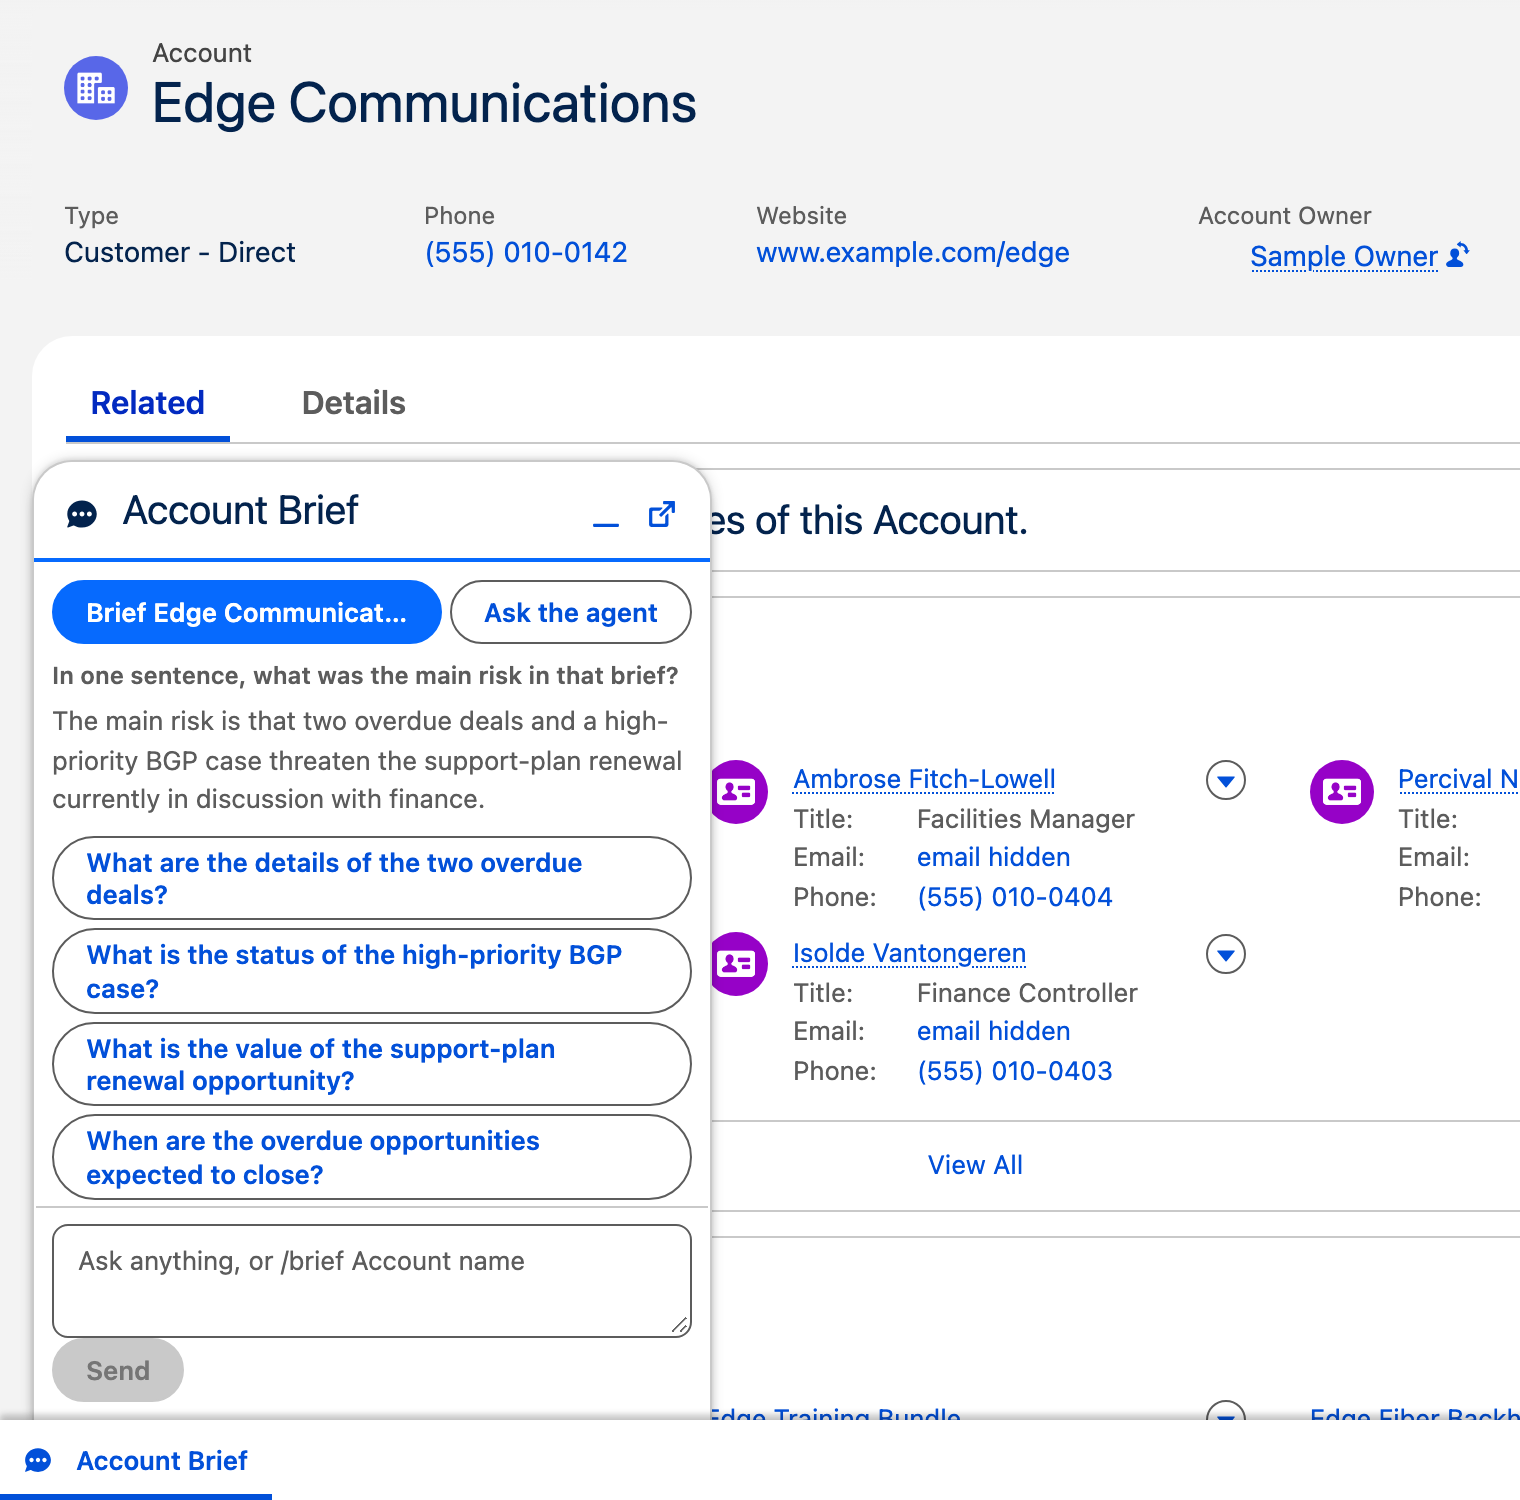 Account
Edge Communications
Type
Customer - Direct
Phone
(555) 010-0142
Website
www.example.com/edge
Account Owner
Sample Owner
Related
Details
Account Brief
es of this Account.
Brief Edge Communicat...
Ask the agent
In one sentence, what was the main risk in that brief?
The main risk is that two overdue deals and a high-
priority BGP case threaten the support-plan renewal
currently in discussion with finance.
What are the details of the two overdue
deals?
What is the status of the high-priority BGP
case?
What is the value of the support-plan
renewal opportunity?
When are the overdue opportunities
expected to close?
Ask anything, or /brief Account name
Send
Ambrose Fitch-Lowell
Title: Facilities Manager
Email: email hidden
Phone: (555) 010-0404
Percival N
Title:
Email:
Phone:
Isolde Vantongeren
Title: Finance Controller
Email: email hidden
Phone: (555) 010-0403
View All
Edge Training Bundle
Edge Fiber Backh
Account Brief